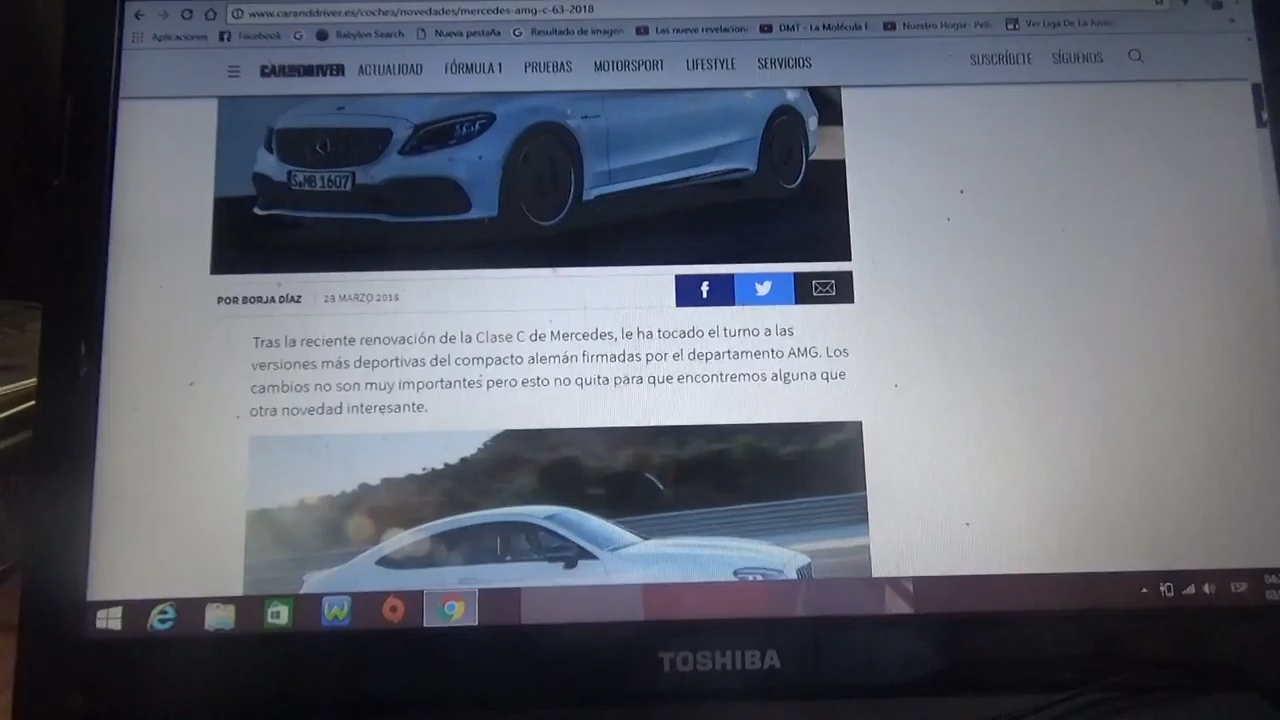 www.caranddriver.es/coches/novedades/mercedes-amg-c-63-2018
Aplicaciones Facebook Babylon Search Nueva pestaña Resultado de imagen Las nueve revelacion DMT - La Molécula Nuestro Hogar- Ver Liga De La
CAR AND DRIVER ACTUALIDAD FÓRMULA 1 PRUEBAS MOTORSPORT LIFESTYLE SERVICIOS SUSCRÍBETE SÍGUENOS
S MB 1607
POR BORJA DÍAZ 23 MARZO 2018
Tras la reciente renovación de la Clase C de Mercedes, le ha tocado el turno a las
versiones más deportivas del compacto alemán firmadas por el departamento AMG. Los
cambios no son muy importantes pero esto no quita para que encontremos alguna que
otra novedad interesante.
ESP
TOSHIBA